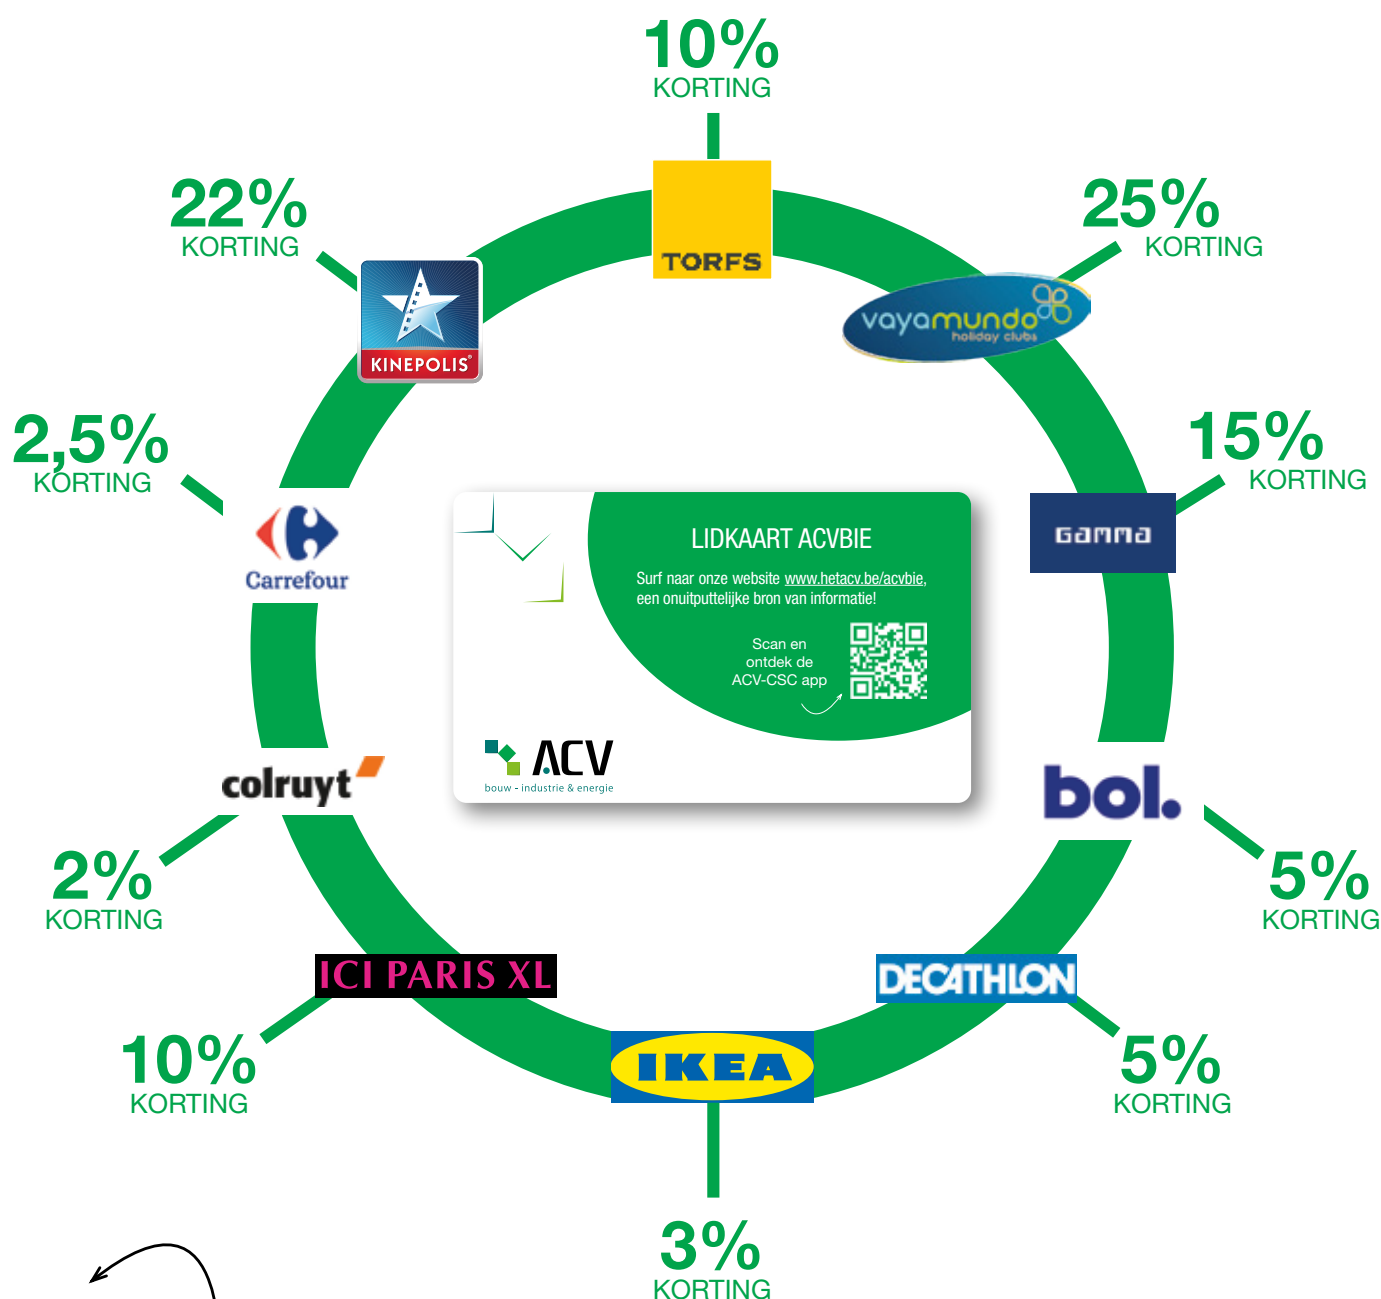 10%
KORTING
TORFS
22%
KORTING
KINEPOLIS®
25%
KORTING
vayamundo
holiday clubs
2,5%
KORTING
Carrefour
15%
KORTING
GAMMA
LIDKAART ACVBIE
Surf naar onze website www.hetacv.be/acvbie,
een onuitputtelijke bron van informatie!
Scan en
ontdek de
ACV-CSC app
ACV
bouw - industrie & energie
colruyt
2%
KORTING
bol.
5%
KORTING
ICI PARIS XL
10%
KORTING
DECATHLON
5%
KORTING
IKEA
3%
KORTING